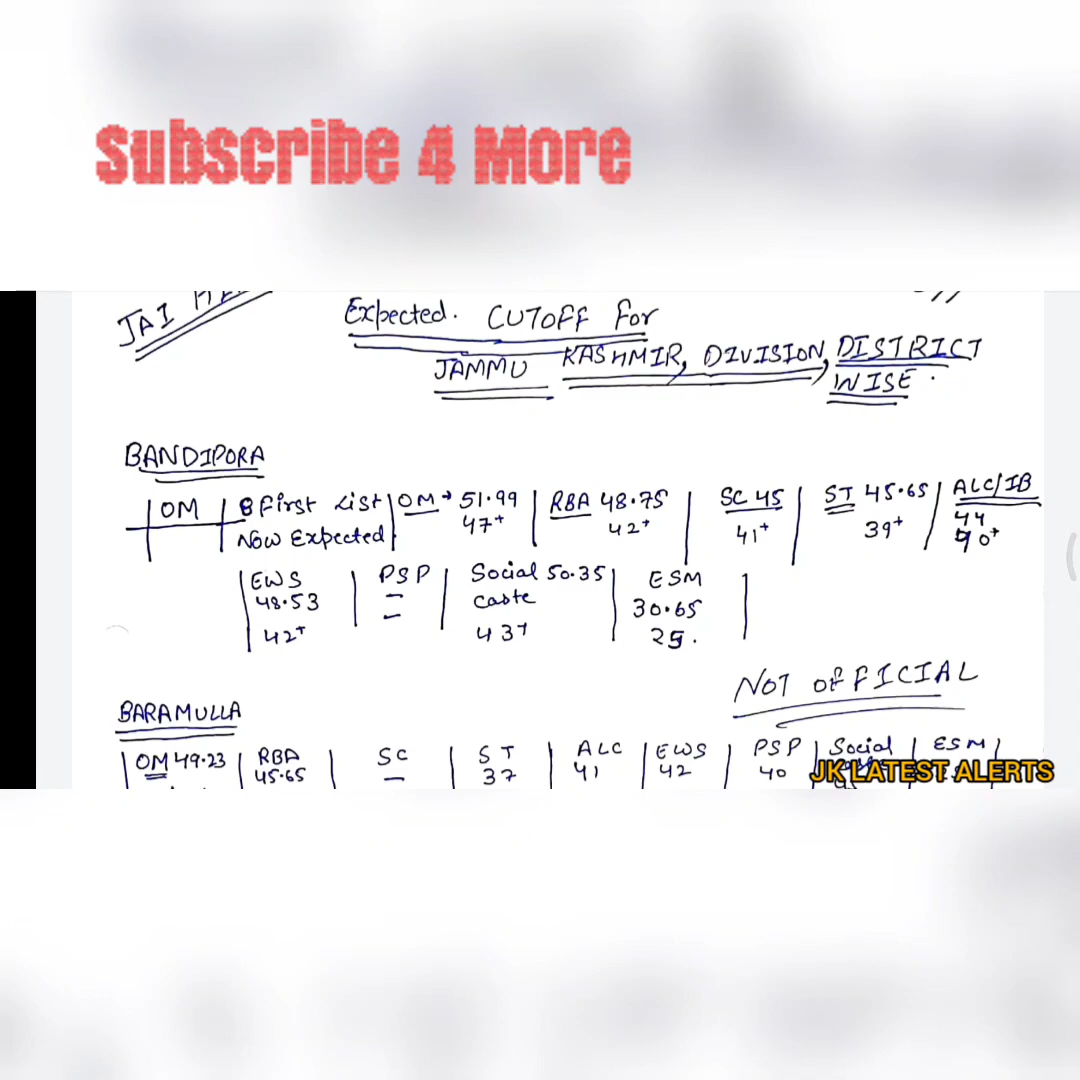 Subscribe 4 More
JAI
Expected. CUTOFF For
JAMMU KASHMIR, DIVISION, DISTRICT
WISE.
BANDIPORA
OM | First List | OM → 51.99 | RBA 48.75 | SC 45 | ST 45.65 | ALC/IB
Now Expected | 47+ | 42+ | 41+ | 39+ | 44
40+
EWS | PSP | Social 50.35 | ESM
48.53 | – | Caste | 30.65
42+ | – | 43+ | 25.
NOT OFFICIAL
BARAMULLA
OM 49.23 | RBA | SC | ST | ALC | EWS | PSP | Social | ESM
45.65 | – | 37 | 41 | 42 | 40
JK LATEST ALERTS